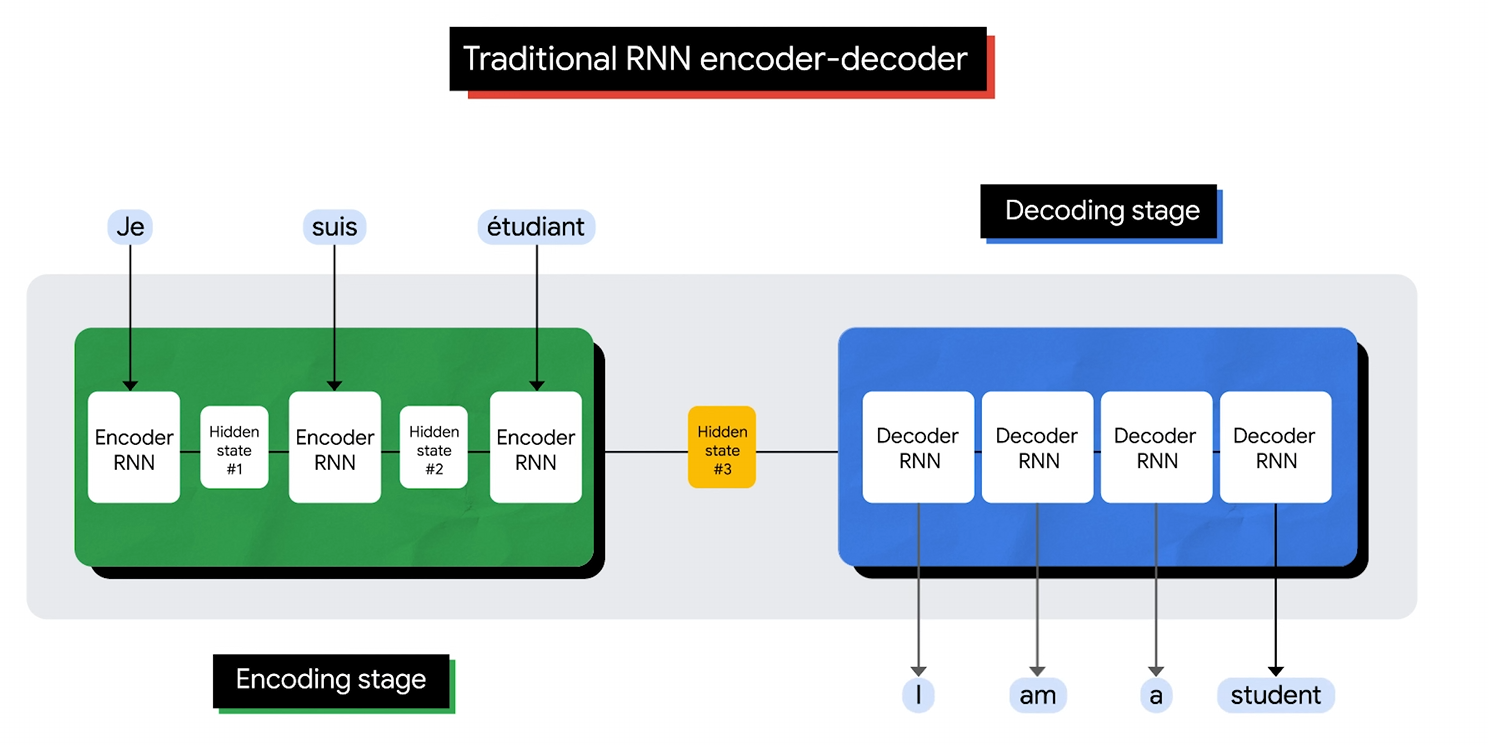 Traditional RNN encoder-decoder
Decoding stage
Je
suis
étudiant
Encoder
RNN
Hidden
state
#1
Encoder
RNN
Hidden
state
#2
Encoder
RNN
Hidden
state
#3
Decoder
RNN
Decoder
RNN
Decoder
RNN
Decoder
RNN
Encoding stage
I
am
a
student